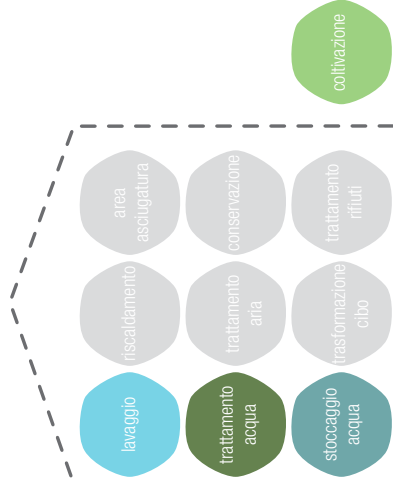 lavaggio
riscaldamento
area
asciugatura
trattamento
acqua
trattamento
aria
conservazione
stoccaggio
acqua
trasformazione
cibo
trattamento
rifiuti
coltivazione